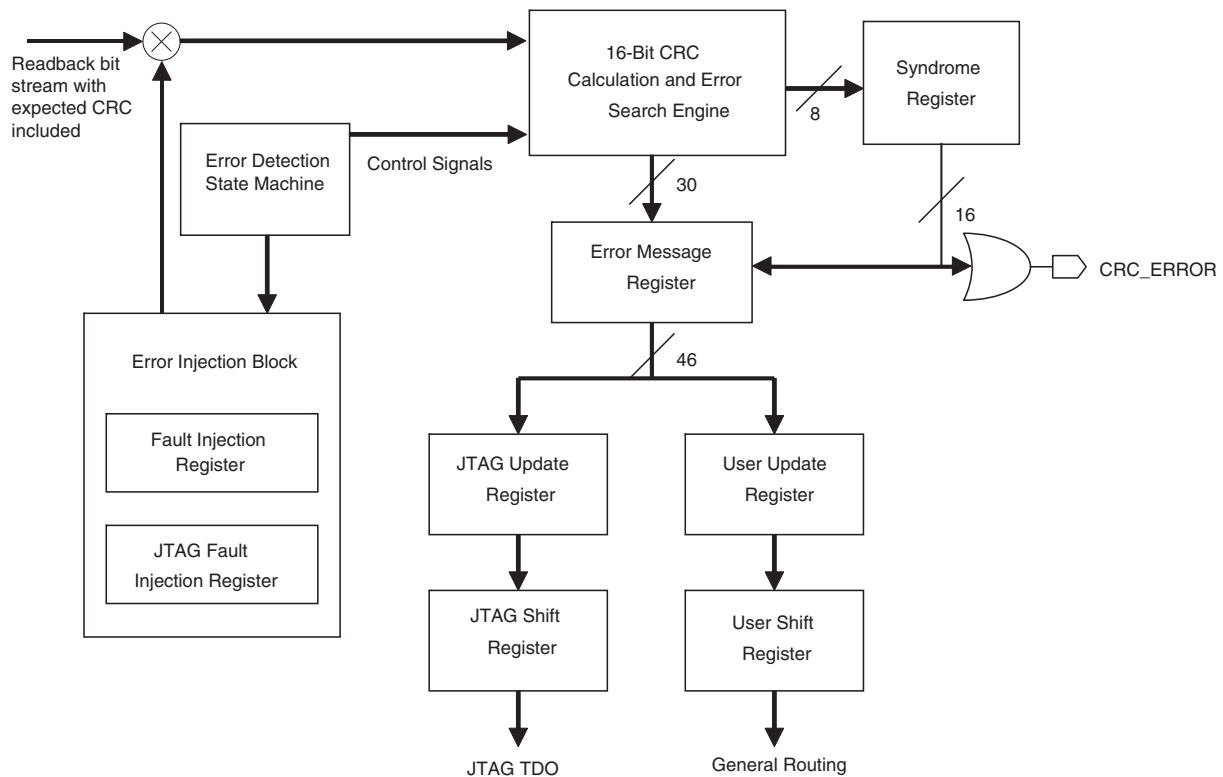 Readback bit
stream with
expected CRC
included
16-Bit CRC
Calculation and Error
Search Engine
8
Syndrome
Register
Error Detection
State Machine
Control Signals
30
16
Error Message
Register
CRC_ERROR
46
Error Injection Block
Fault Injection
Register
JTAG Fault
Injection Register
JTAG Update
Register
User Update
Register
JTAG Shift
Register
User Shift
Register
JTAG TDO
General Routing